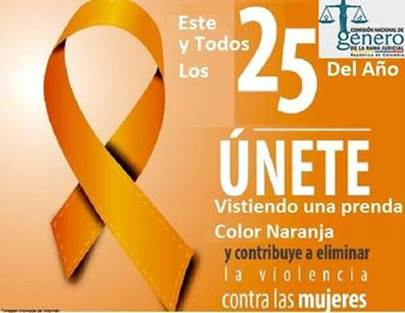 Este
y Todos
Los
25
Del Año
COMISIÓN NACIONAL DE
género
DE LA RAMA JUDICIAL
República de Colombia
ÚNETE
Vistiendo una prenda
Color Naranja
y contribuye a eliminar
la violencia
contra las mujeres
*Imagen tomada de Internet